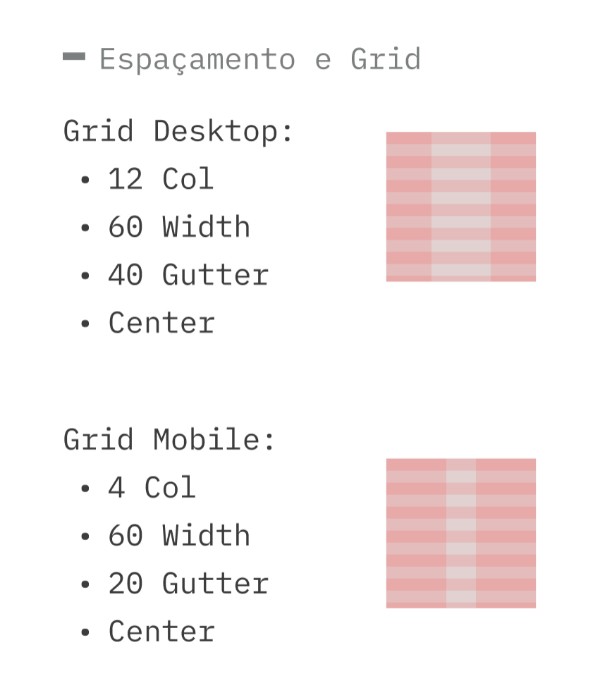 Espaçamento e Grid
Grid Desktop:
• 12 Col
• 60 Width
• 40 Gutter
• Center
Grid Mobile:
• 4 Col
• 60 Width
• 20 Gutter
• Center